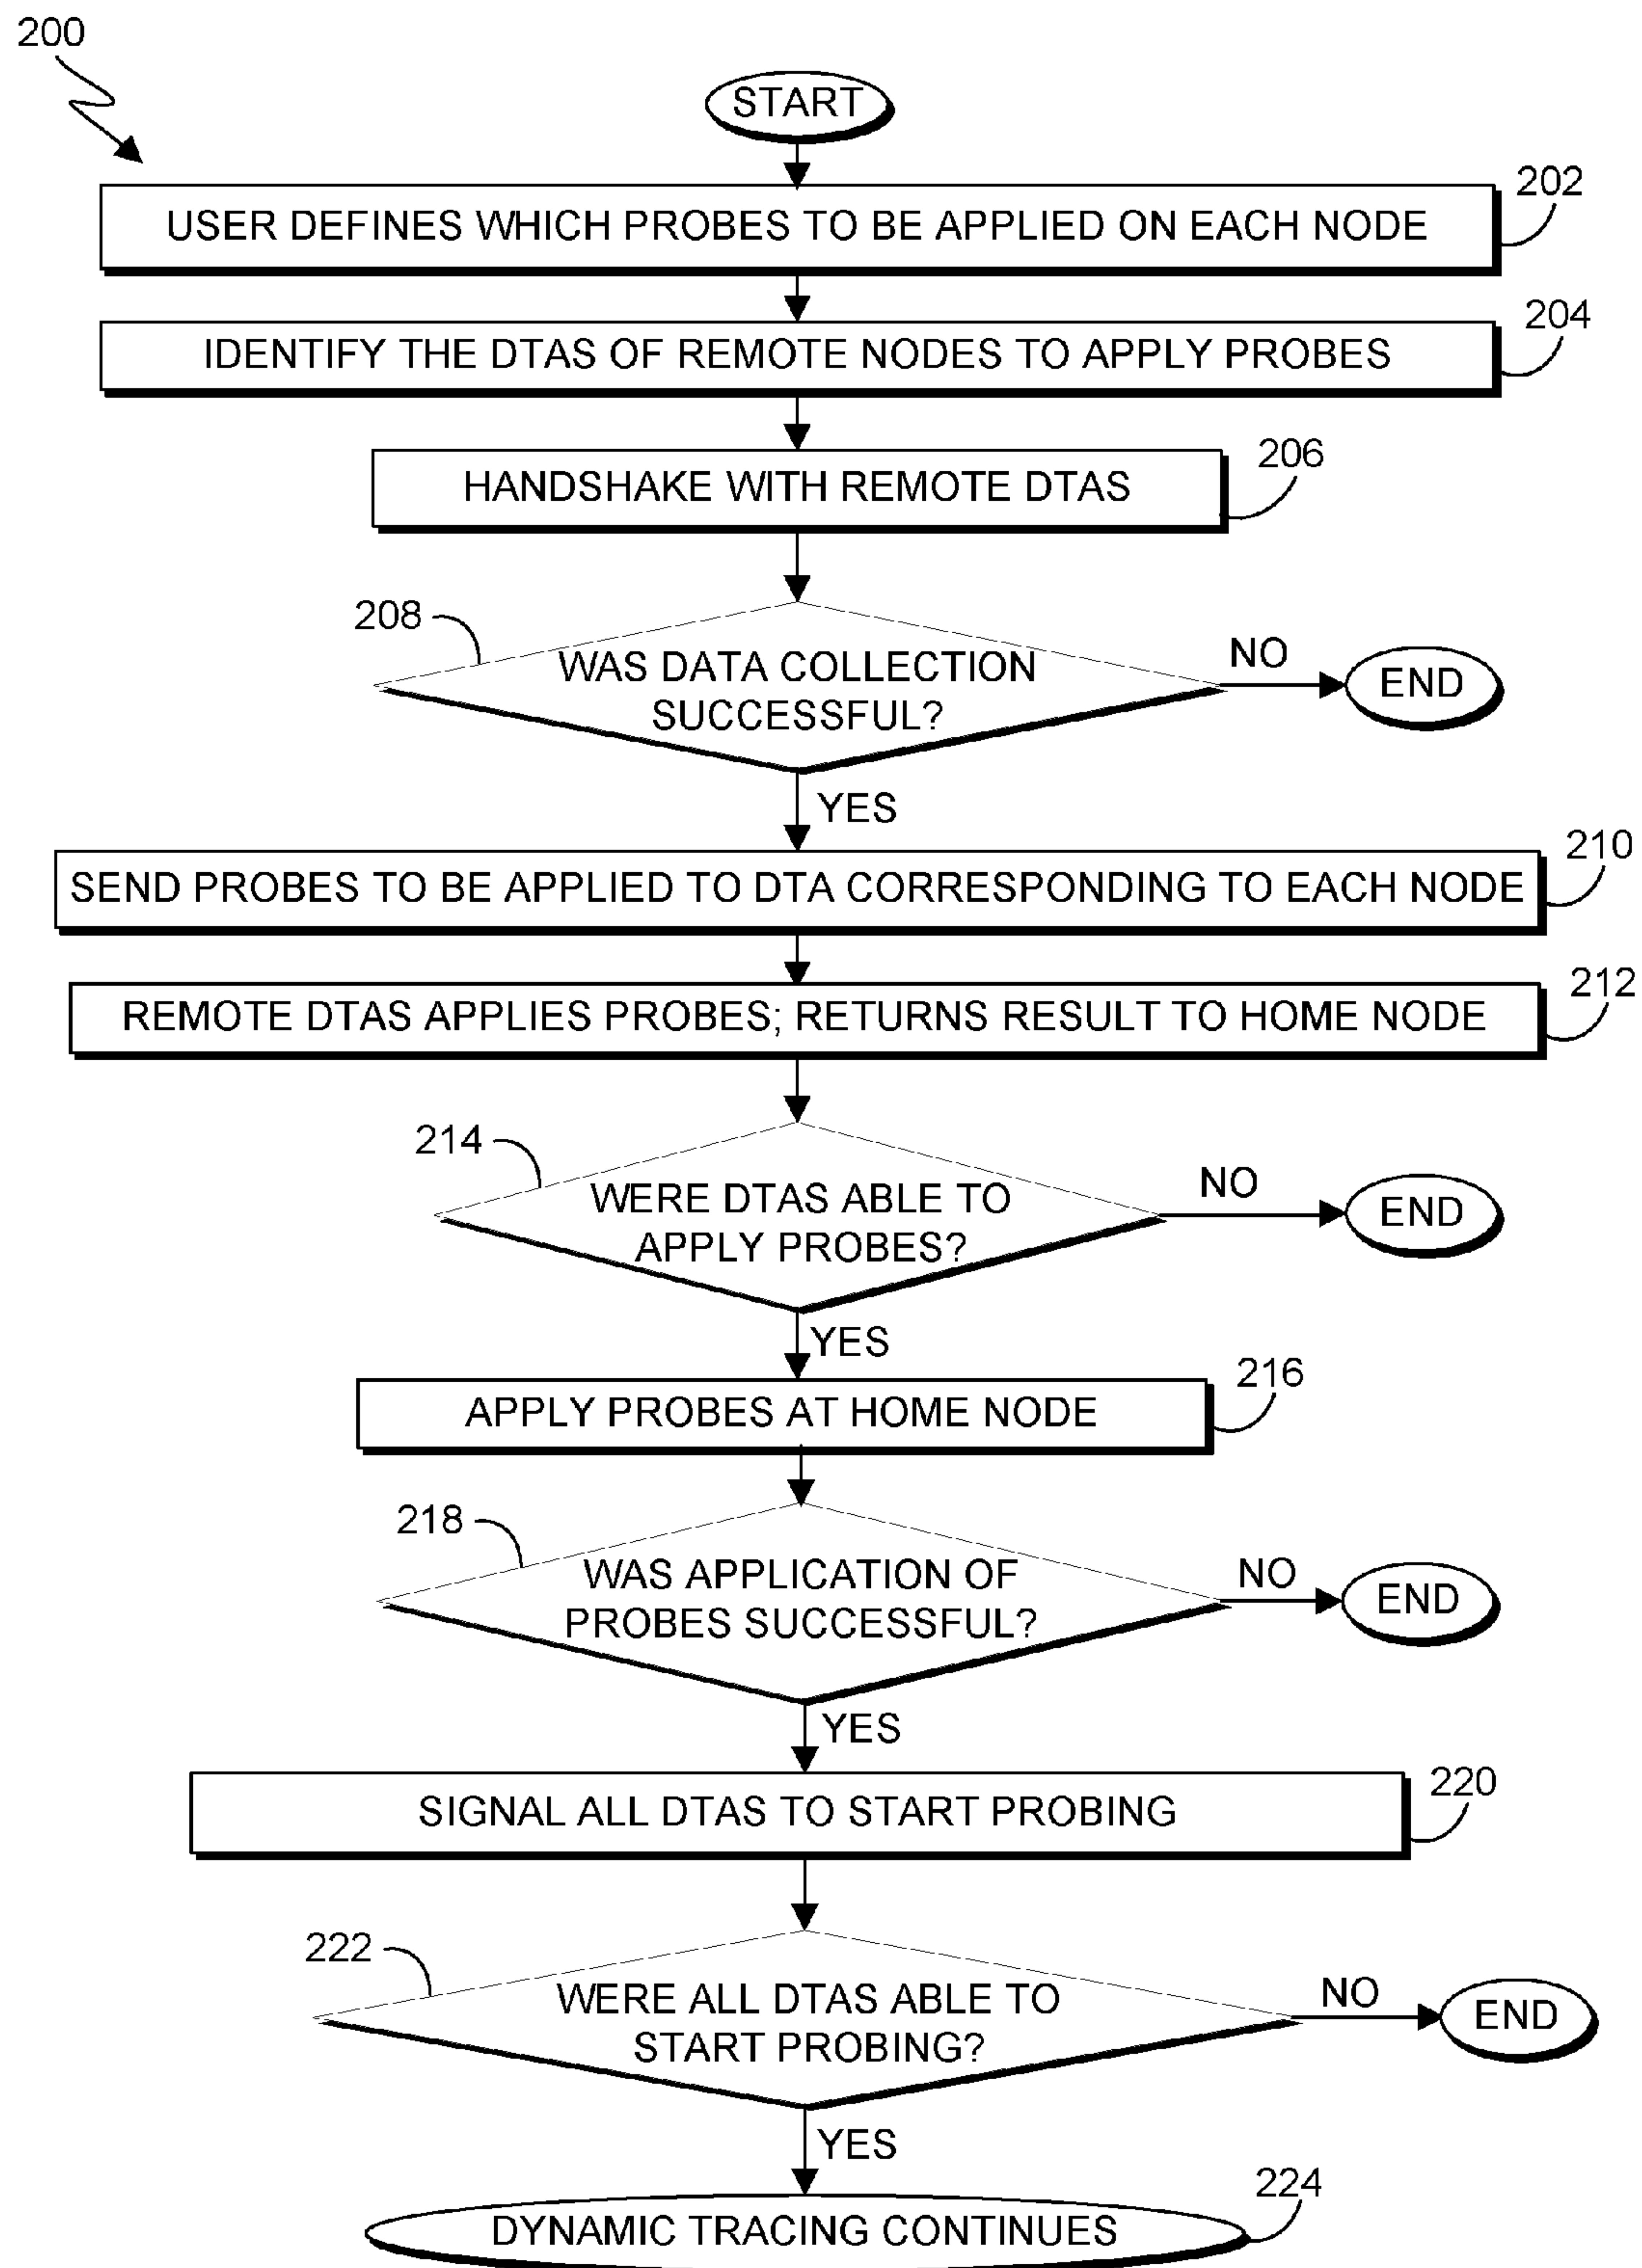 200
START
202
USER DEFINES WHICH PROBES TO BE APPLIED ON EACH NODE
204
IDENTIFY THE DTAS OF REMOTE NODES TO APPLY PROBES
206
HANDSHAKE WITH REMOTE DTAS
208
WAS DATA COLLECTION
SUCCESSFUL?
NO
END
YES
210
SEND PROBES TO BE APPLIED TO DTA CORRESPONDING TO EACH NODE
212
REMOTE DTAS APPLIES PROBES; RETURNS RESULT TO HOME NODE
214
WERE DTAS ABLE TO
APPLY PROBES?
NO
END
YES
216
APPLY PROBES AT HOME NODE
218
WAS APPLICATION OF
PROBES SUCCESSFUL?
NO
END
YES
220
SIGNAL ALL DTAS TO START PROBING
222
WERE ALL DTAS ABLE TO
START PROBING?
NO
END
YES
224
DYNAMIC TRACING CONTINUES